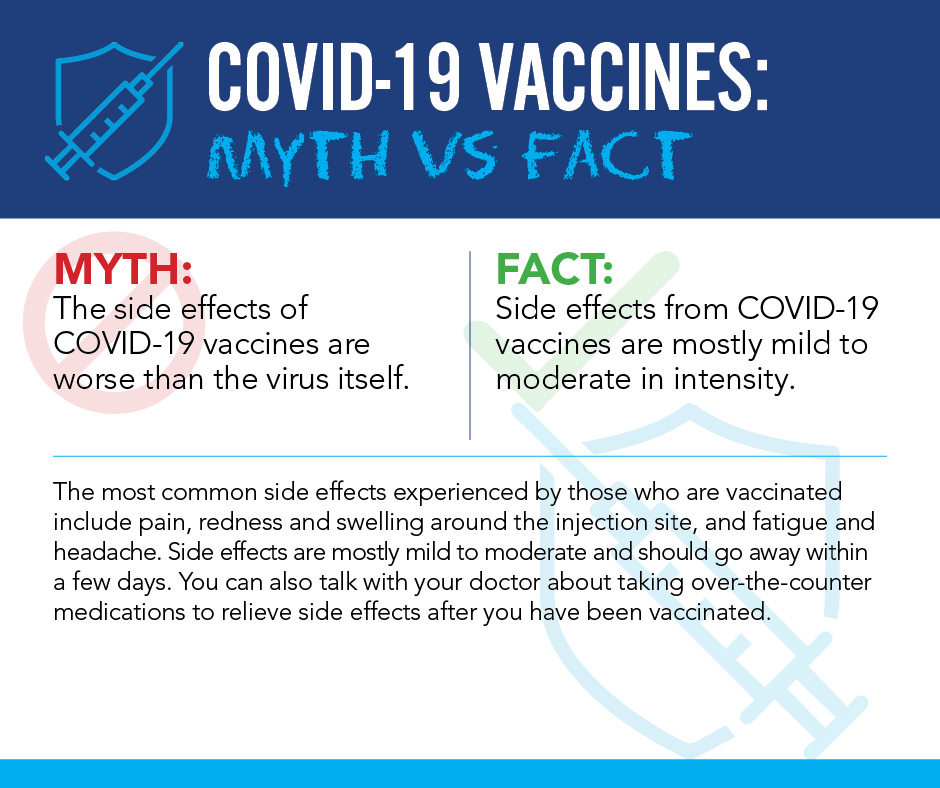 COVID-19 VACCINES:
MYTH VS FACT
MYTH:
The side effects of
COVID-19 vaccines are
worse than the virus itself.
FACT:
Side effects from COVID-19
vaccines are mostly mild to
moderate in intensity.
The most common side effects experienced by those who are vaccinated
include pain, redness and swelling around the injection site, and fatigue and
headache. Side effects are mostly mild to moderate and should go away within
a few days. You can also talk with your doctor about taking over-the-counter
medications to relieve side effects after you have been vaccinated.